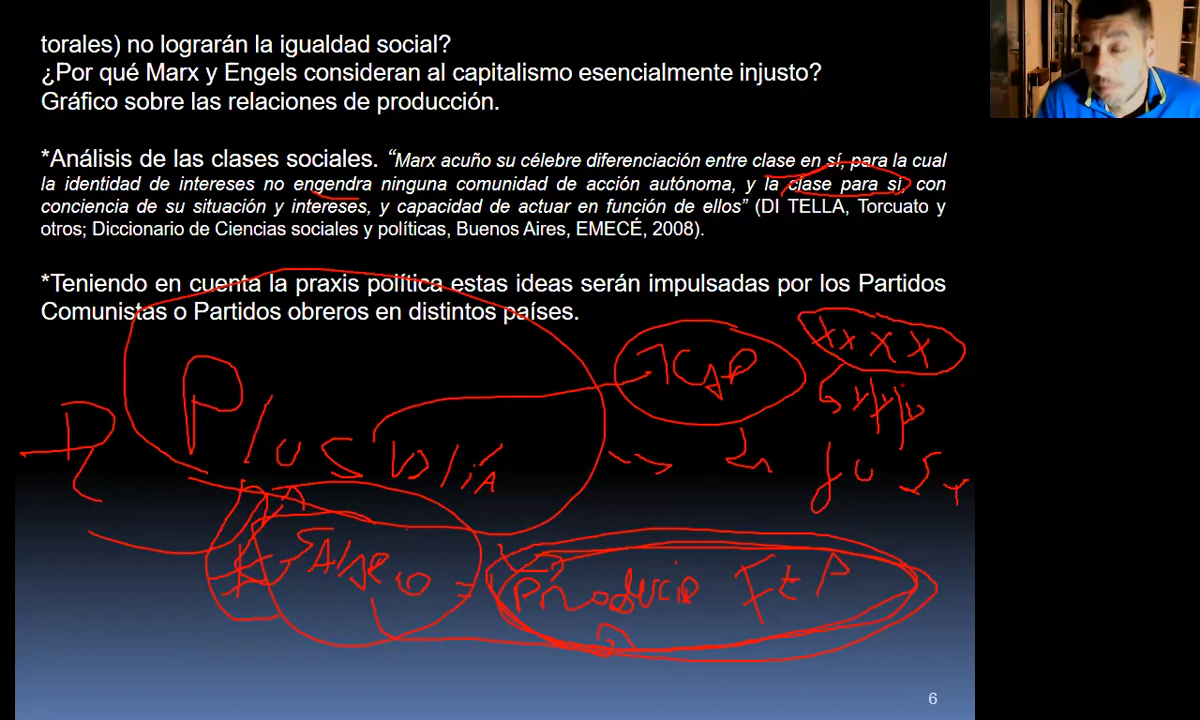 torales) no lograrán la igualdad social?
¿Por qué Marx y Engels consideran al capitalismo esencialmente injusto?
Gráfico sobre las relaciones de producción.
*Análisis de las clases sociales. “Marx acuño su célebre diferenciación entre clase en sí, para la cual
la identidad de intereses no engendra ninguna comunidad de acción autónoma, y la clase para sí, con
conciencia de su situación y intereses, y capacidad de actuar en función de ellos” (DI TELLA, Torcuato y
otros; Diccionario de Ciencias sociales y políticas, Buenos Aires, EMECÉ, 2008).
*Teniendo en cuenta la praxis política estas ideas serán impulsadas por los Partidos
Comunistas o Partidos obreros en distintos países.
xx x x
Plusvalía
6